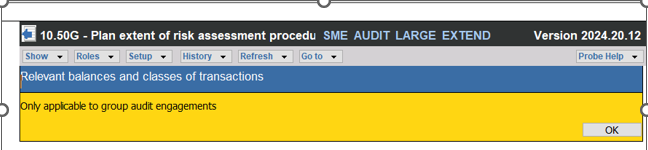 10.50G - Plan extent of risk assessment procedu SME AUDIT LARGE EXTEND Version 2024.20.12
Show Roles Setup History Refresh Go to Probe Help
Relevant balances and classes of transactions
Only applicable to group audit engagements
OK